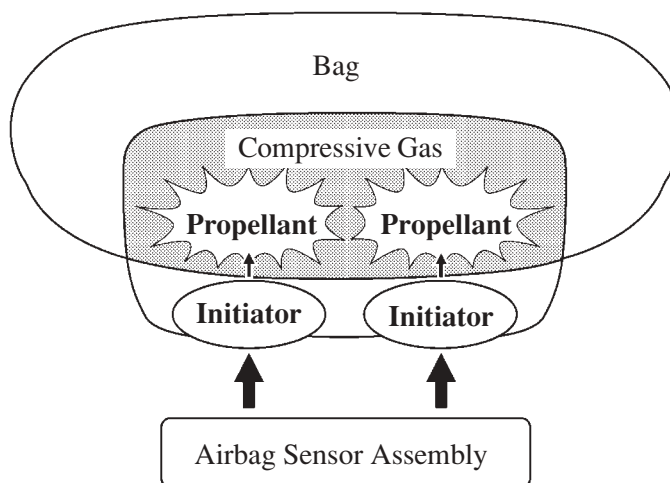 Bag
Compressive Gas
Propellant Propellant
Initiator Initiator
Airbag Sensor Assembly